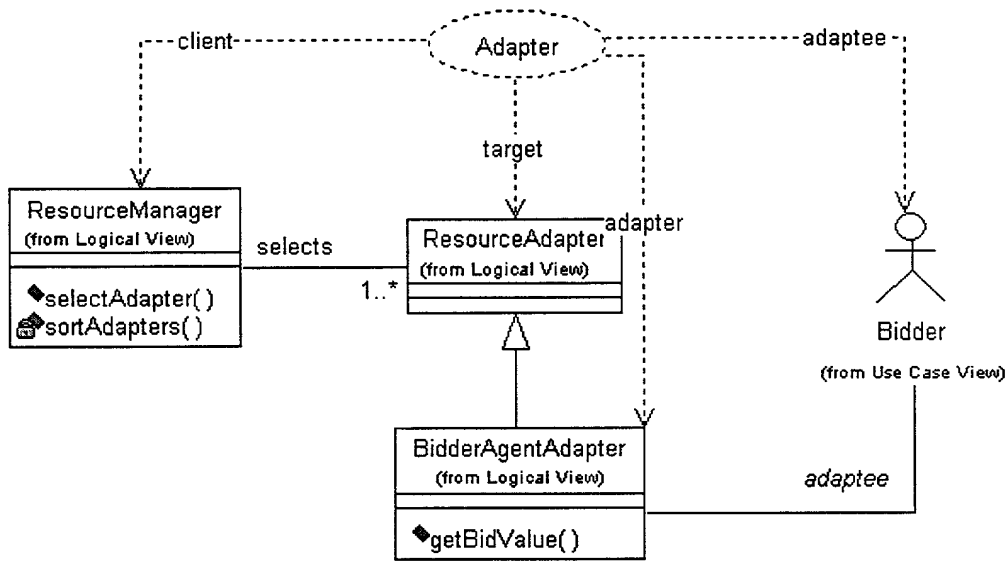 client
Adapter
adaptee
target
adapter
ResourceManager
(from Logical View)
selectAdapter( )
sortAdapters( )
selects
1..*
ResourceAdapter
(from Logical View)
Bidder
(from Use Case View)
BidderAgentAdapter
(from Logical View)
getBidValue( )
adaptee